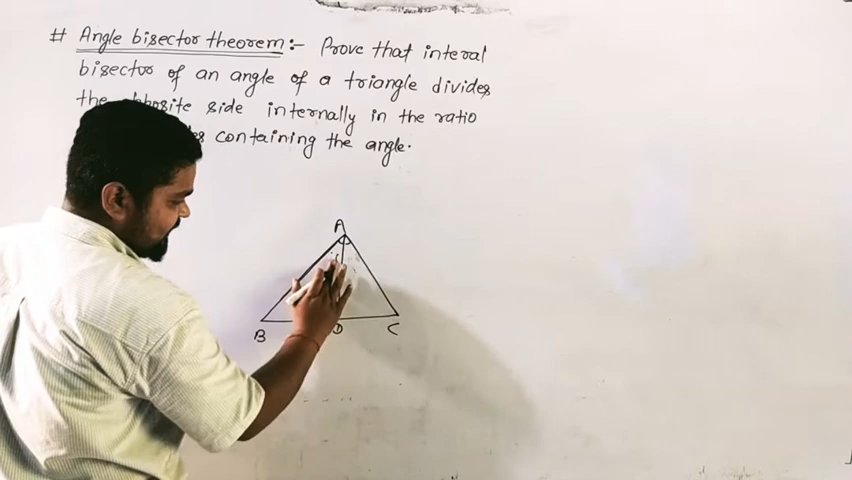 # Angle bisector theorem :- Prove that interal
bisector of an angle of a triangle divides
the side internally in the ratio
containing the angle.
A
B D C